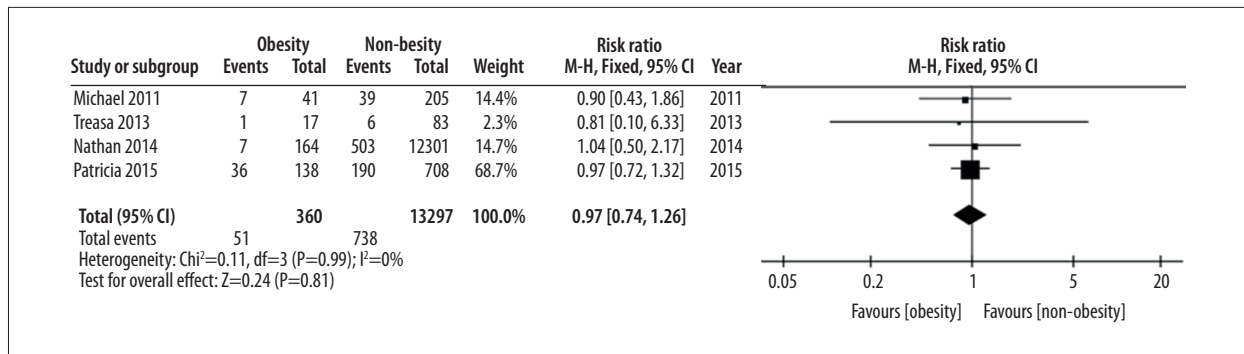 Obesity Non-besity Risk ratio Risk ratio
Study or subgroup Events Total Events Total Weight M-H, Fixed, 95% CI Year M-H, Fixed, 95% CI
Michael 2011 7 41 39 205 14.4% 0.90 [0.43, 1.86] 2011
Treasa 2013 1 17 6 83 2.3% 0.81 [0.10, 6.33] 2013
Nathan 2014 7 164 503 12301 14.7% 1.04 [0.50, 2.17] 2014
Patricia 2015 36 138 190 708 68.7% 0.97 [0.72, 1.32] 2015
Total (95% CI) 360 13297 100.0% 0.97 [0.74, 1.26]
Total events 51 738
Heterogeneity: Chi²=0.11, df=3 (P=0.99); I²=0%
Test for overall effect: Z=0.24 (P=0.81)
0.05 0.2 1 5 20
Favours [obesity] Favours [non-obesity]